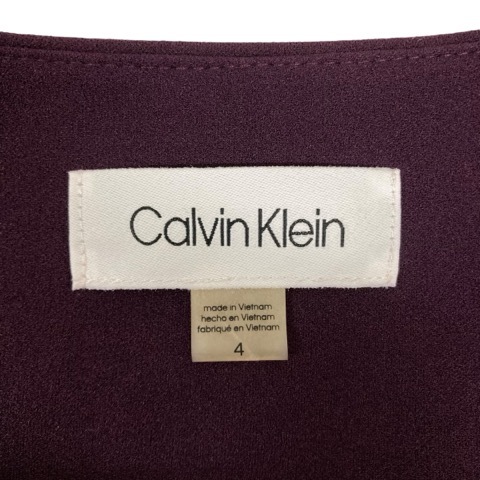 Calvin Klein
made in Vietnam
hecho en Vietnam
fabriqué en Vietnam
4